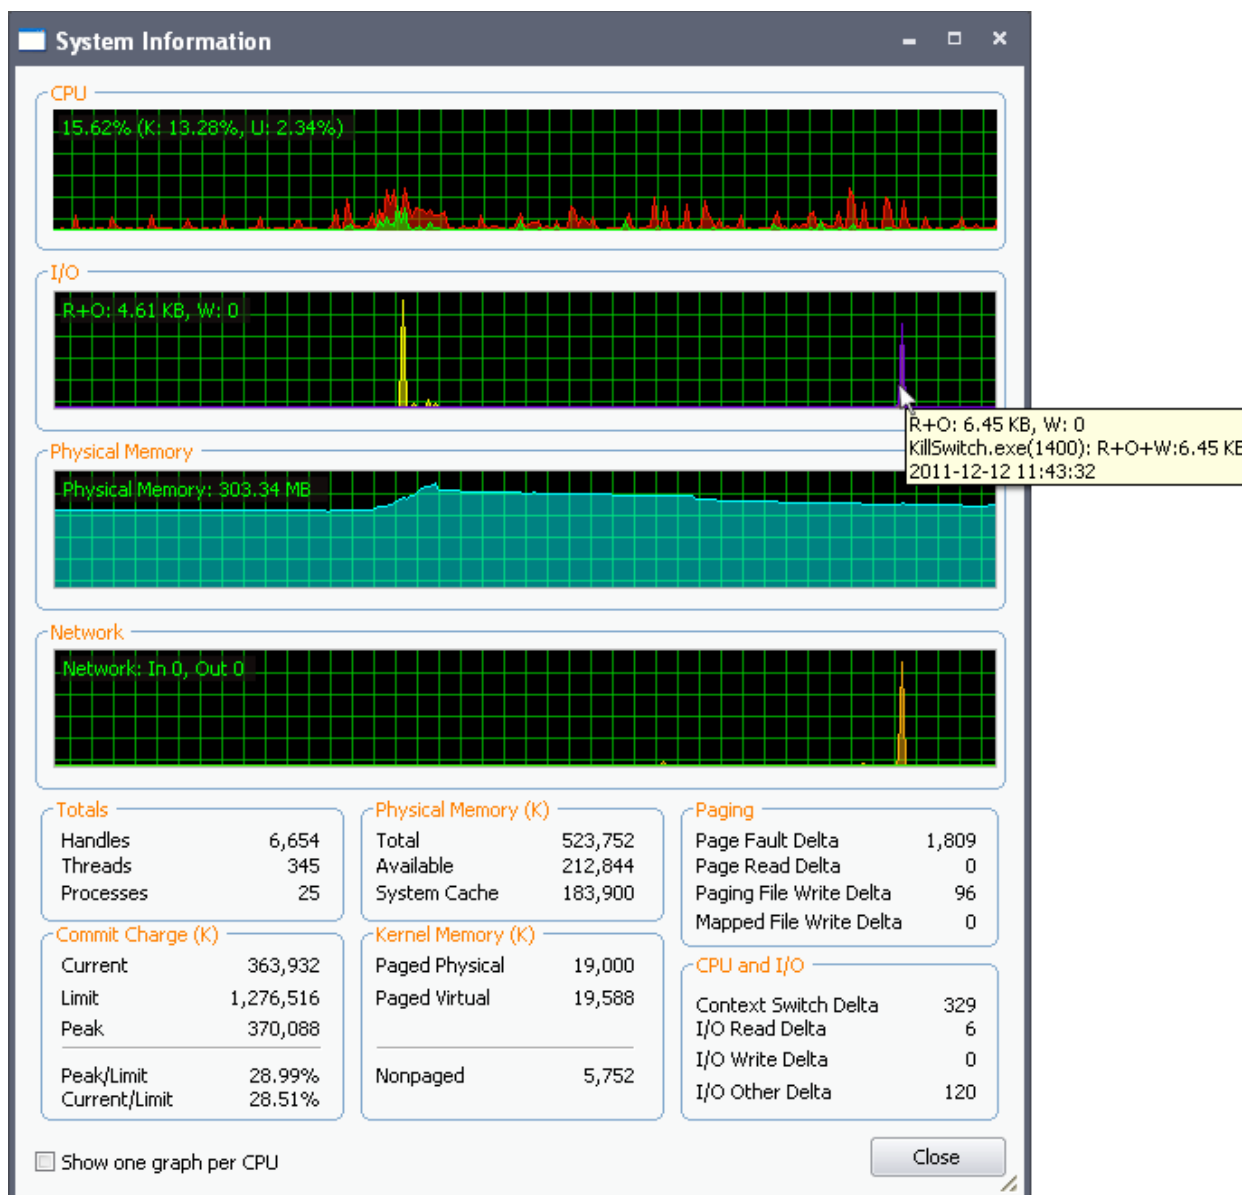 System Information
CPU
15.62% (K: 13.28%, U: 2.34%)
I/O
R+O: 4.61 KB, W: 0
R+O: 6.45 KB, W: 0
KillSwitch.exe(1400): R+O+W:6.45 KB
2011-12-12 11:43:32
Physical Memory
Physical Memory: 303.34 MB
Network
Network: In 0, Out 0
Totals
Handles 6,654
Threads 345
Processes 25
Physical Memory (K)
Total 523,752
Available 212,844
System Cache 183,900
Paging
Page Fault Delta 1,809
Page Read Delta 0
Paging File Write Delta 96
Mapped File Write Delta 0
Commit Charge (K)
Current 363,932
Limit 1,276,516
Peak 370,088
Peak/Limit 28.99%
Current/Limit 28.51%
Kernel Memory (K)
Paged Physical 19,000
Paged Virtual 19,588
Nonpaged 5,752
CPU and I/O
Context Switch Delta 329
I/O Read Delta 6
I/O Write Delta 0
I/O Other Delta 120
Show one graph per CPU
Close